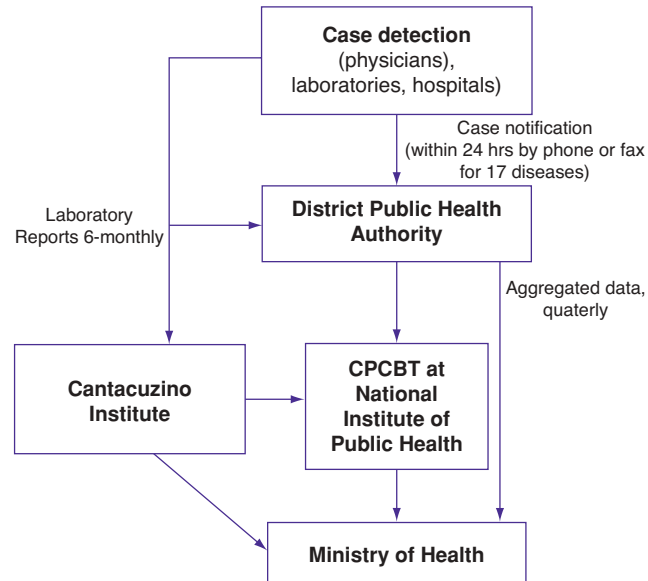 Case detection
(physicians),
laboratories, hospitals)
Case notification
(within 24 hrs by phone or fax
for 17 diseases)
Laboratory
Reports 6-monthly
District Public Health
Authority
Aggregated data,
quaterly
Cantacuzino
Institute
CPCBT at
National
Institute of
Public Health
Ministry of Health